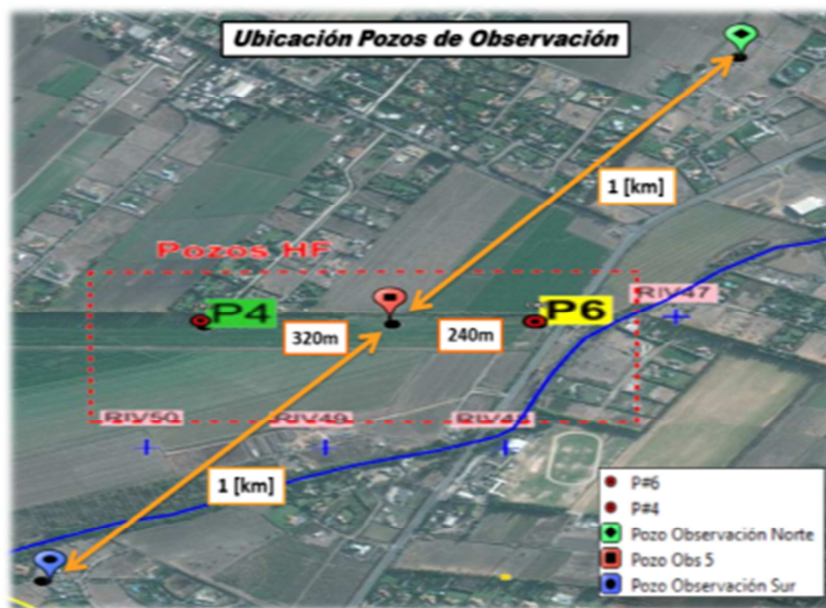 Ubicación Pozos de Observación
1 [km]
Pozos HF
RIV47
P4
P6
320m
240m
RIV50
RIV49
RIV48
1 [km]
P#6
P#4
Pozo Observación Norte
Pozo Obs 5
Pozo Observación Sur